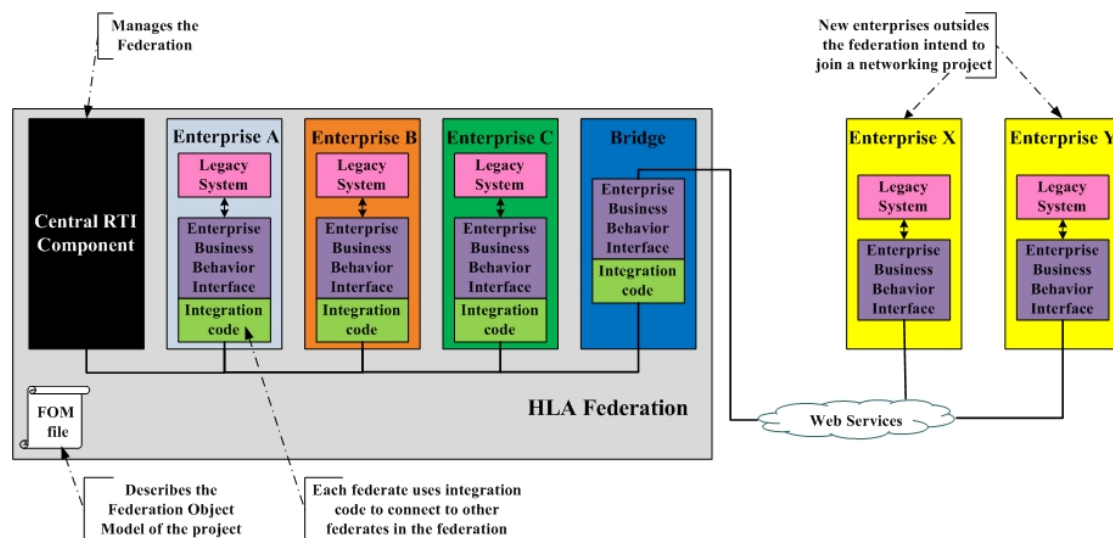 Manages the
Federation
New enterprises outsides
the federation intend to
join a networking project
Central RTI
Component
Enterprise A
Legacy
System
Enterprise
Business
Behavior
Interface
Integration
code
Enterprise B
Legacy
System
Enterprise
Business
Behavior
Interface
Integration
code
Enterprise C
Legacy
System
Enterprise
Business
Behavior
Interface
Integration
code
Bridge
Enterprise
Business
Behavior
Interface
Integration
code
Enterprise X
Legacy
System
Enterprise
Business
Behavior
Interface
Enterprise Y
Legacy
System
Enterprise
Business
Behavior
Interface
FOM
file
HLA Federation
Web Services
Describes the
Federation Object
Model of the project
Each federate uses integration
code to connect to other
federates in the federation